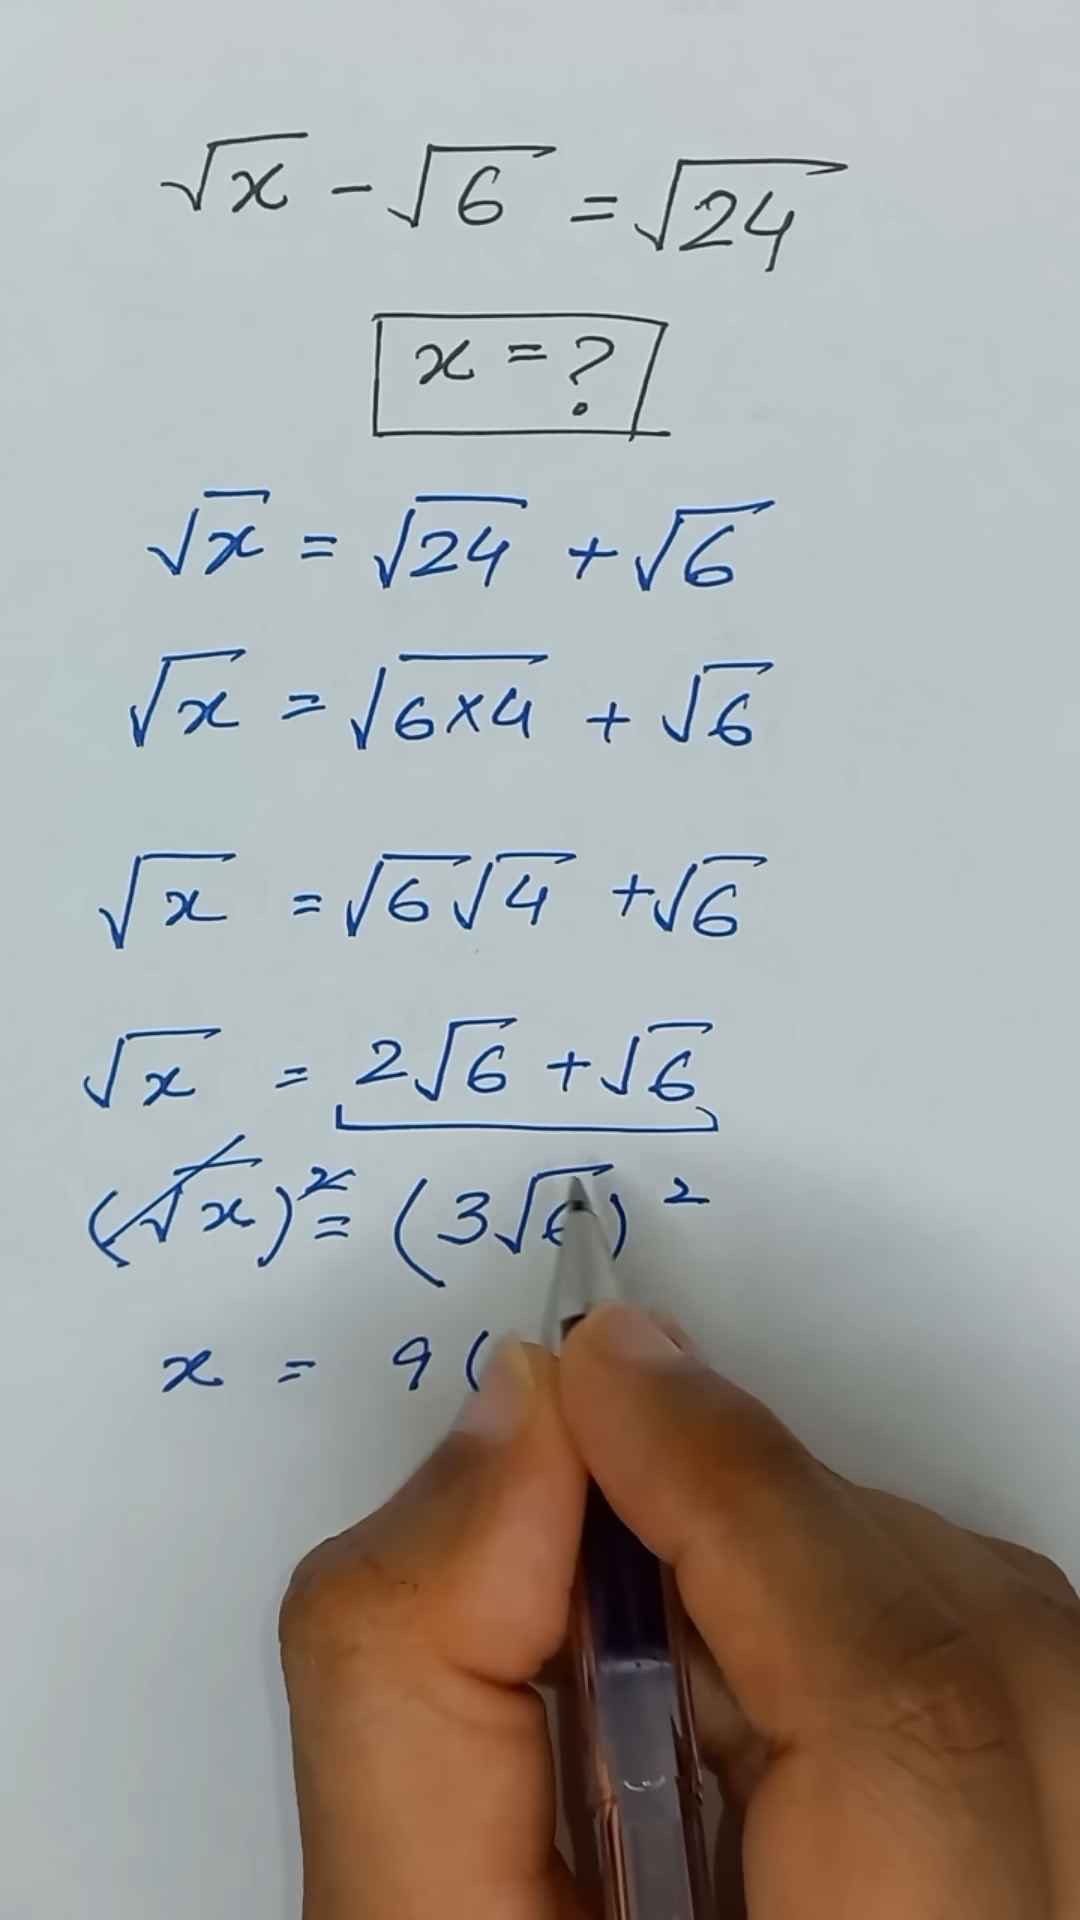 √x - √6 = √24
x = ?
√x = √24 + √6
√x = √6×4 + √6
√x = √6 √4 + √6
√x = 2√6 + √6
(√x)² = (3√6)²
x = 9(